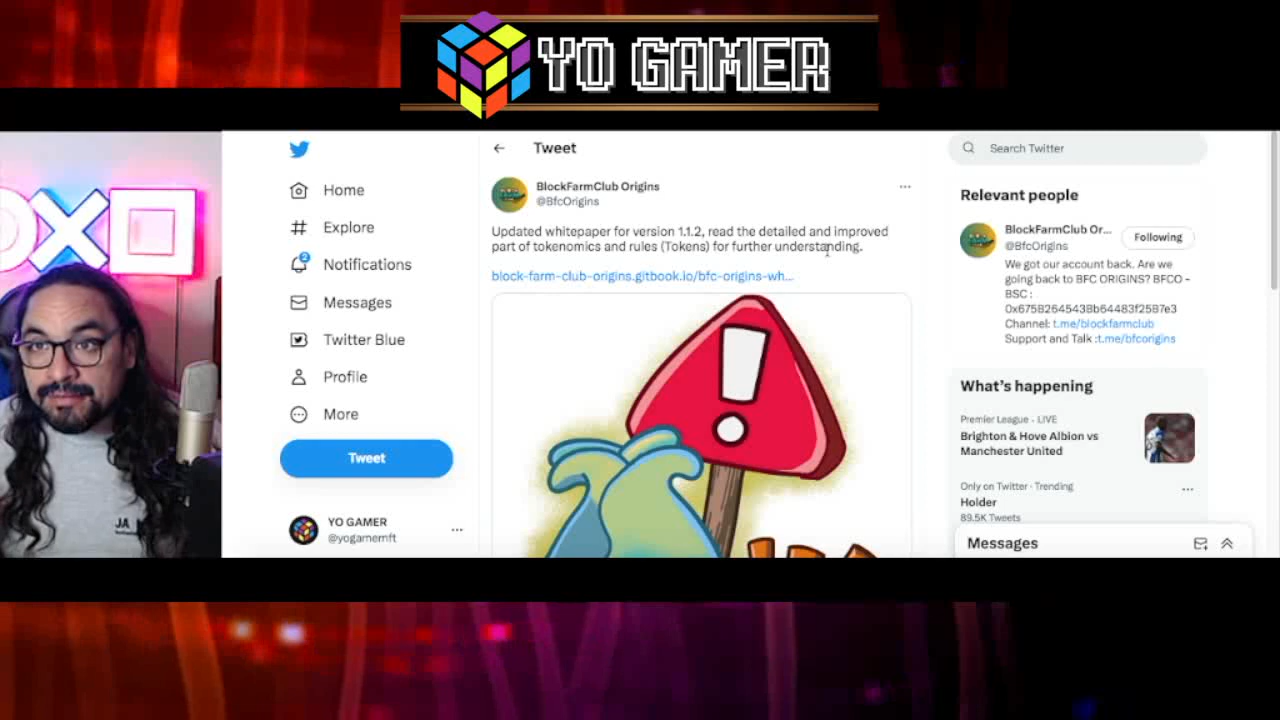 YO GAMER
Tweet
Search Twitter
Home
Explore
2
Notifications
Messages
Twitter Blue
Profile
More
Tweet
YO GAMER
@yogamernft
BlockFarmClub Origins
@BfcOrigins
Updated whitepaper for version 1.1.2, read the detailed and improved
part of tokenomics and rules (Tokens) for further understanding.
block-farm-club-origins.gitbook.io/bfc-origins-wh...
!
Relevant people
BlockFarmClub Or...
@BfcOrigins
Following
We got our account back. Are we
going back to BFC ORIGINS? BFCO -
BSC :
Channel: t.me/blockfarmclub
Support and Talk :t.me/bfcorigins
What's happening
Premier League · LIVE
Brighton & Hove Albion vs
Manchester United
Only on Twitter · Trending
Holder
89.5K Tweets
Messages
JA